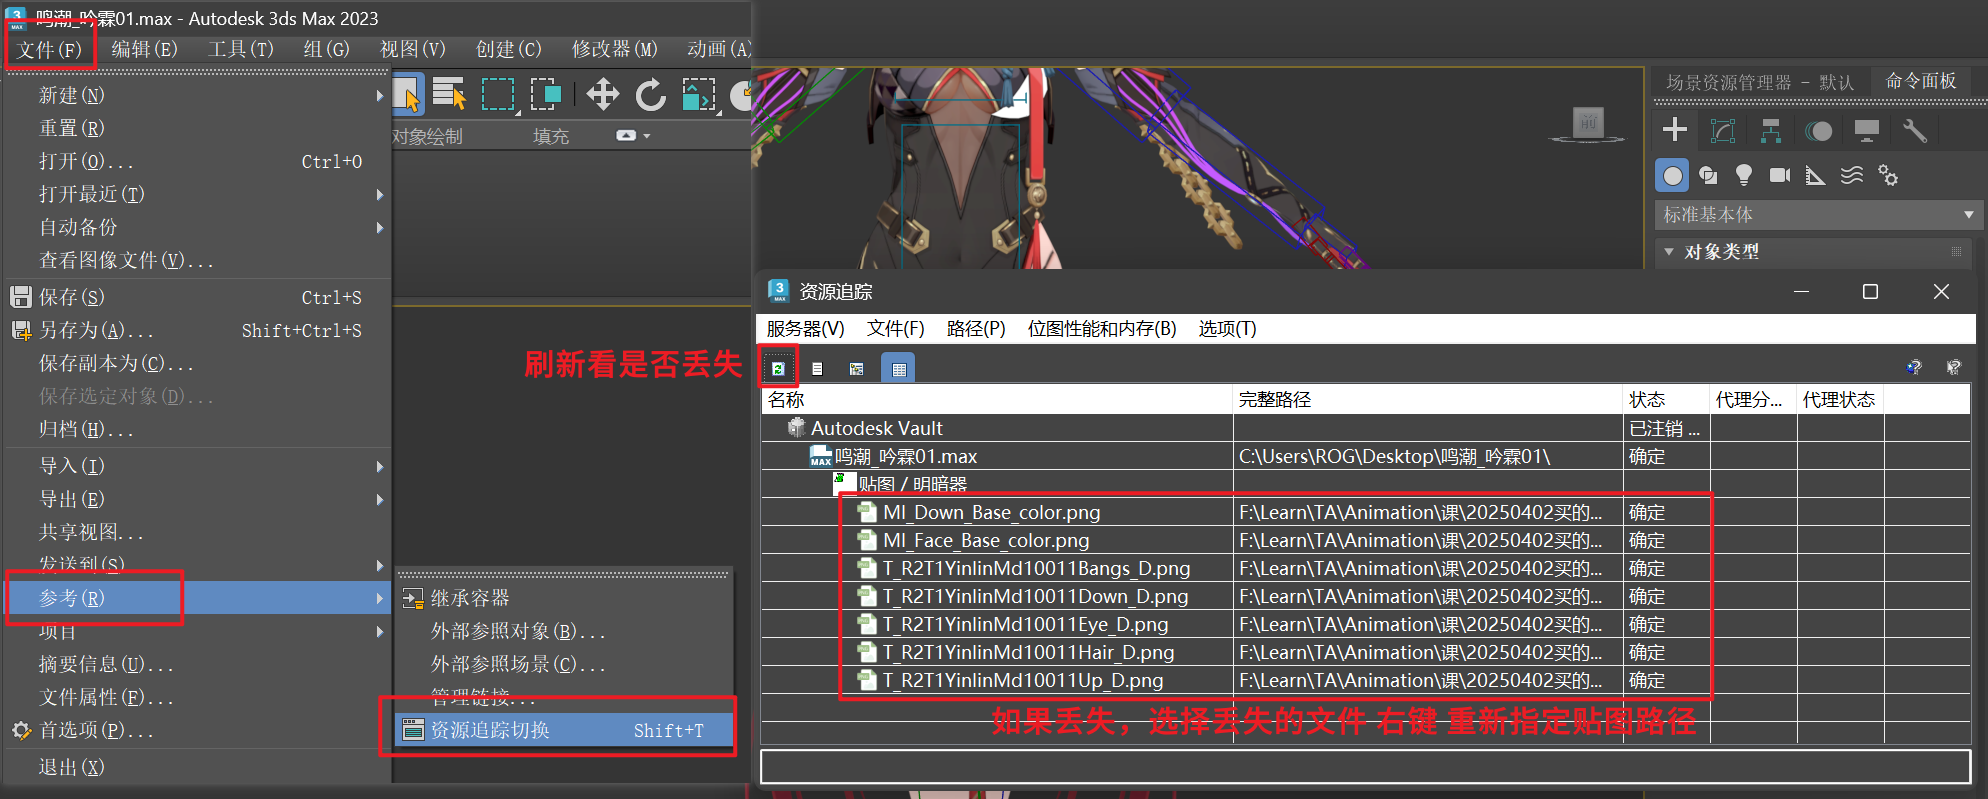 鸣潮_吟霖01.max - Autodesk 3ds Max 2023
文件(F) 编辑(E) 工具(T) 组(G) 视图(V) 创建(C) 修改器(M) 动画(A)
新建(N)
重置(R)
打开(O)... Ctrl+O
打开最近(T)
自动备份
查看图像文件(V)...
保存(S) Ctrl+S
另存为(A)... Shift+Ctrl+S
保存副本为(C)...
保存选定对象(D)...
归档(H)...
导入(I)
导出(E)
共享视图...
发送到(S)
参考(R)
项目
摘要信息(U)...
文件属性(F)...
首选项(P)...
退出(X)
对象绘制 填充
继承容器
外部参照对象(B)...
外部参照场景(C)...
管理链接...
资源追踪切换 Shift+T
刷新看是否丢失
前
场景资源管理器 - 默认 命令面板
标准基本体
对象类型
资源追踪
服务器(V) 文件(F) 路径(P) 位图性能和内存(B) 选项(T)
名称 完整路径 状态 代理分... 代理状态
Autodesk Vault 已注销 ...
鸣潮_吟霖01.max C:\Users\ROG\Desktop\鸣潮_吟霖01\ 确定
贴图 / 明暗器
MI_Down_Base_color.png F:\Learn\TA\Animation\课\20250402买的... 确定
MI_Face_Base_color.png F:\Learn\TA\Animation\课\20250402买的... 确定
T_R2T1YinlinMd10011Bangs_D.png F:\Learn\TA\Animation\课\20250402买的... 确定
T_R2T1YinlinMd10011Down_D.png F:\Learn\TA\Animation\课\20250402买的... 确定
T_R2T1YinlinMd10011Eye_D.png F:\Learn\TA\Animation\课\20250402买的... 确定
T_R2T1YinlinMd10011Hair_D.png F:\Learn\TA\Animation\课\20250402买的... 确定
T_R2T1YinlinMd10011Up_D.png F:\Learn\TA\Animation\课\20250402买的... 确定
如果丢失，选择丢失的文件 右键 重新指定贴图路径